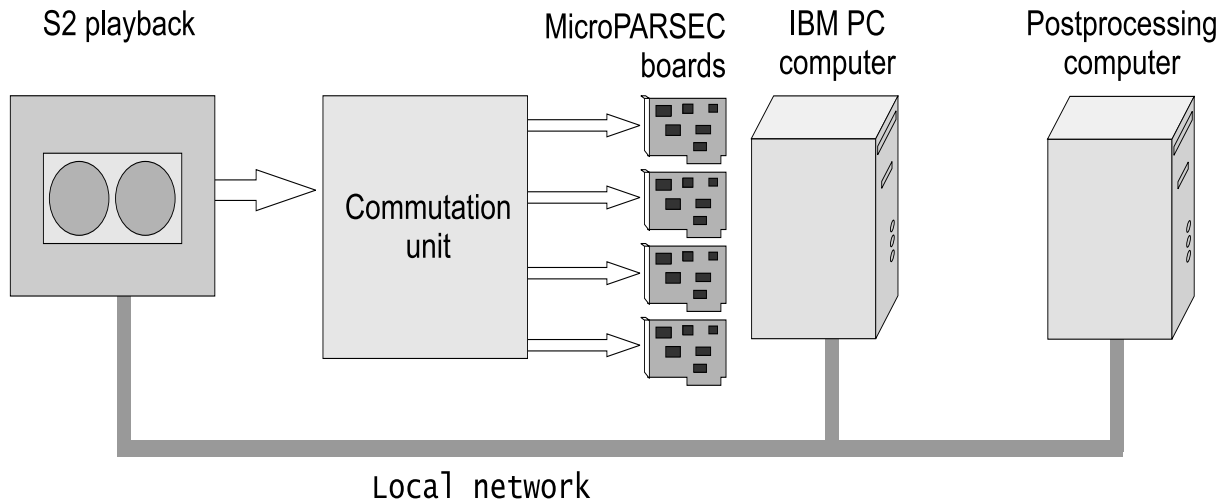 S2 playback
MicroPARSEC
boards
IBM PC
computer
Postprocessing
computer
Commutation
unit
Local network